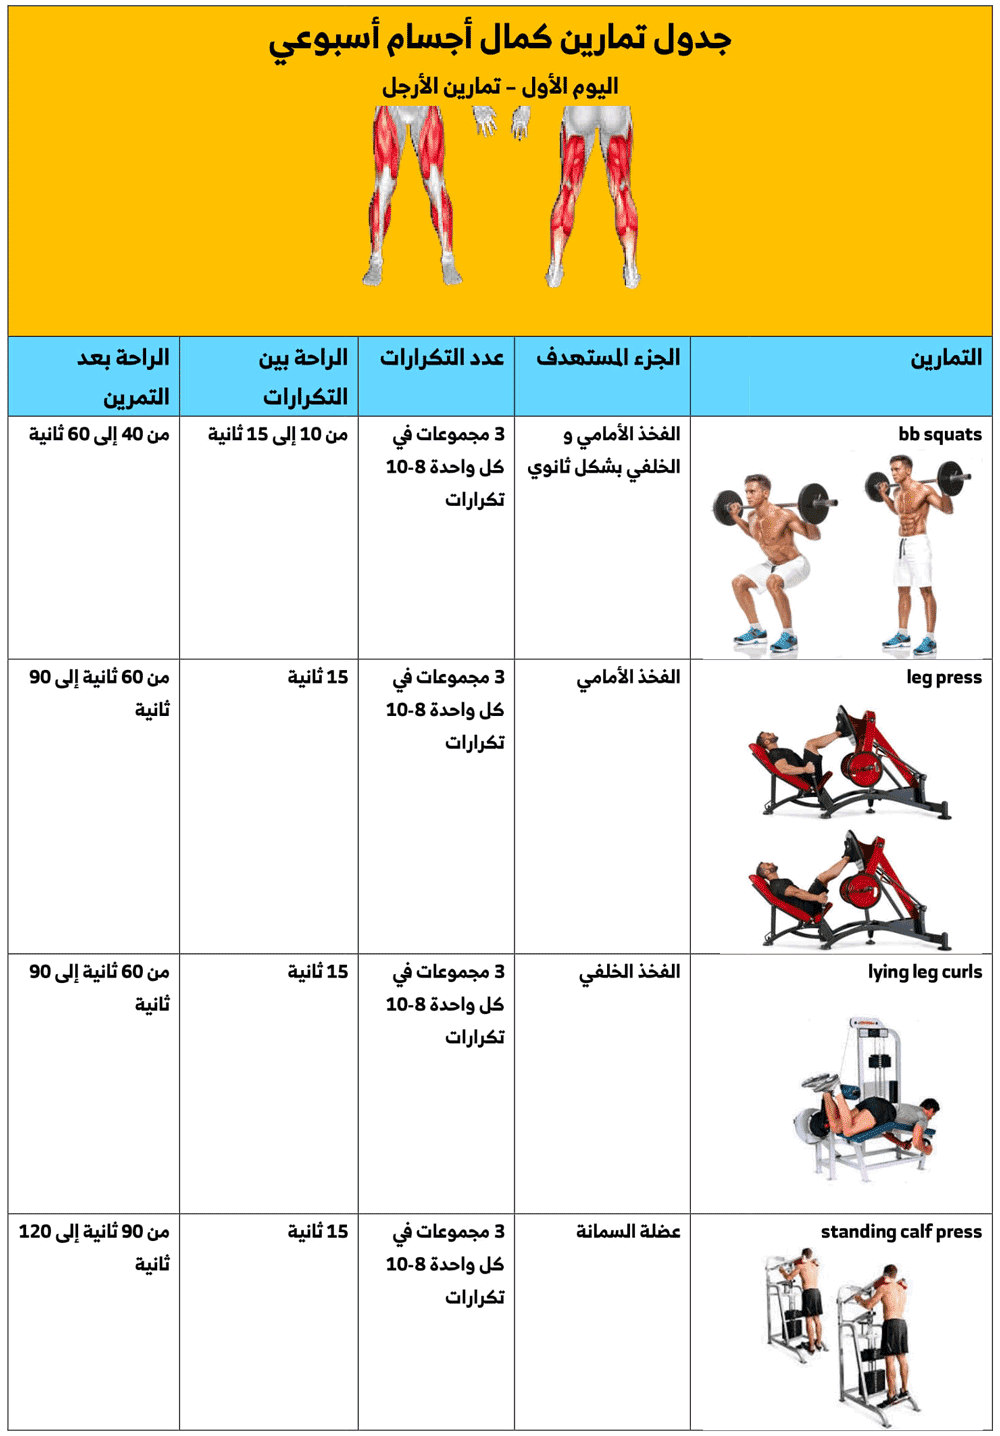 جدول تمارين كمال أجسام أسبوعي
اليوم الأول – تمارين الأرجل
التمارين
الجزء المستهدف
عدد التكرارات
الراحة بين
التكرارات
الراحة بعد
التمرين
bb squats
الفخذ الأمامي و
الخلفي بشكل ثانوي
3 مجموعات في
كل واحدة 8-10
تكرارات
من 10 إلى 15 ثانية
من 40 إلى 60 ثانية
leg press
الفخذ الأمامي
3 مجموعات في
كل واحدة 8-10
تكرارات
15 ثانية
من 60 ثانية إلى 90
ثانية
lying leg curls
الفخذ الخلفي
3 مجموعات في
كل واحدة 8-10
تكرارات
15 ثانية
من 60 ثانية إلى 90
ثانية
standing calf press
عضلة السمانة
3 مجموعات في
كل واحدة 8-10
تكرارات
15 ثانية
من 90 ثانية إلى 120
ثانية